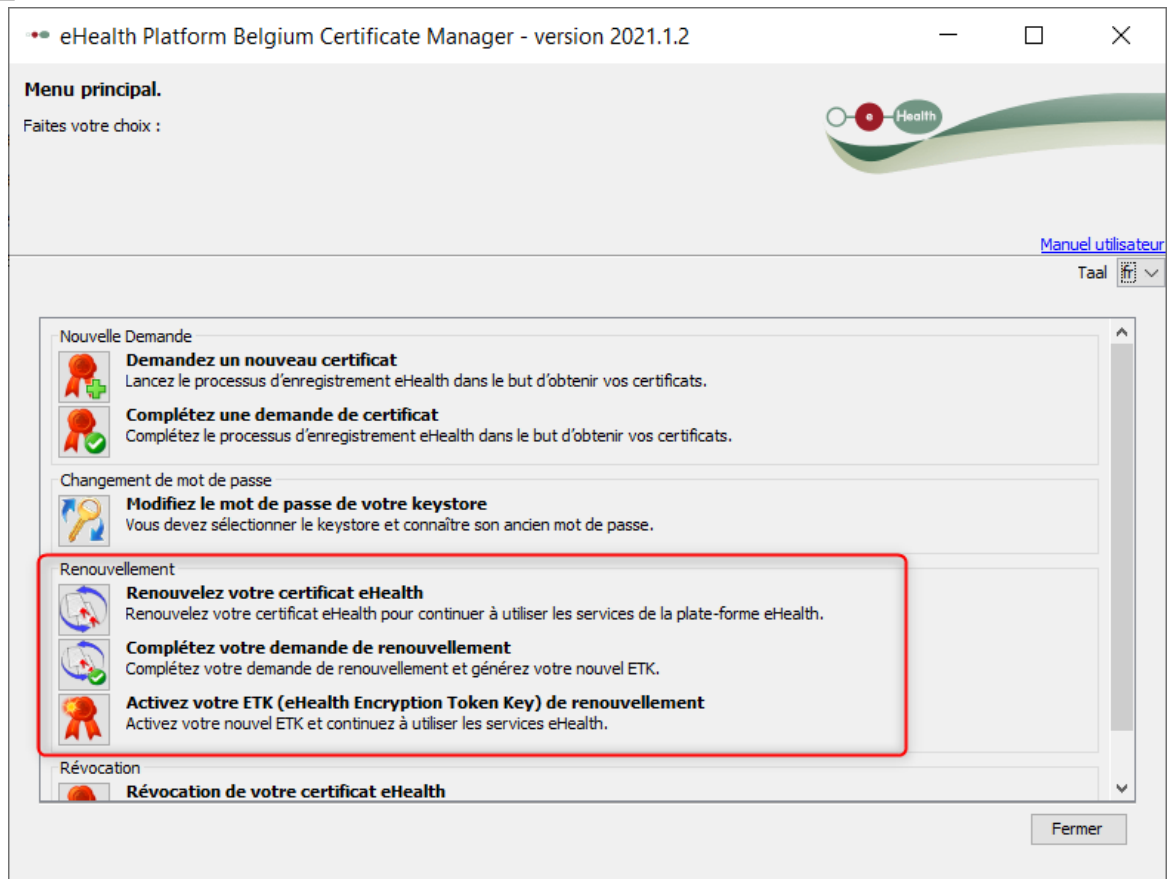 eHealth Platform Belgium Certificate Manager - version 2021.1.2
Menu principal.
Faites votre choix :
e Health
Manuel utilisateur
Taal fr
Nouvelle Demande
Demandez un nouveau certificat
Lancez le processus d'enregistrement eHealth dans le but d'obtenir vos certificats.
Complétez une demande de certificat
Complétez le processus d'enregistrement eHealth dans le but d'obtenir vos certificats.
Changement de mot de passe
Modifiez le mot de passe de votre keystore
Vous devez sélectionner le keystore et connaître son ancien mot de passe.
Renouvellement
Renouvelez votre certificat eHealth
Renouvelez votre certificat eHealth pour continuer à utiliser les services de la plate-forme eHealth.
Complétez votre demande de renouvellement
Complétez votre demande de renouvellement et générez votre nouvel ETK.
Activez votre ETK (eHealth Encryption Token Key) de renouvellement
Activez votre nouvel ETK et continuez à utiliser les services eHealth.
Révocation
Révocation de votre certificat eHealth
Fermer